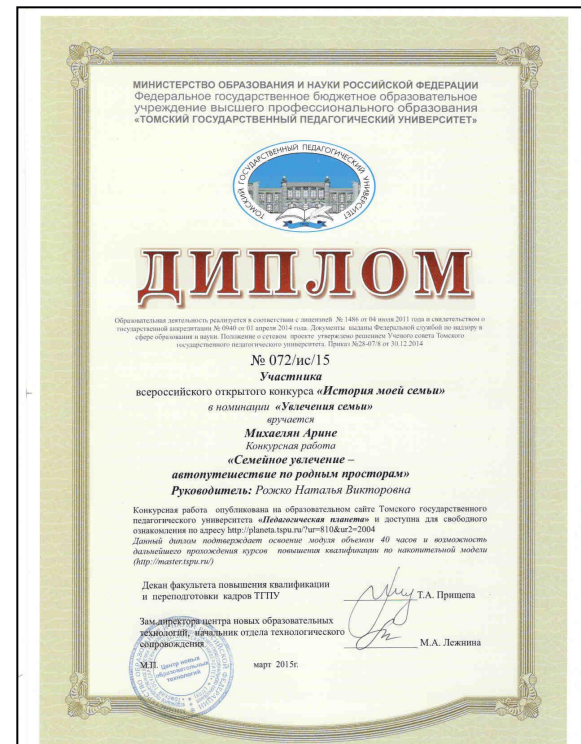 МИНИСТЕРСТВО ОБРАЗОВАНИЯ И НАУКИ РОССИЙСКОЙ ФЕДЕРАЦИИ
Федеральное государственное бюджетное образовательное
учреждение высшего профессионального образования
«ТОМСКИЙ ГОСУДАРСТВЕННЫЙ ПЕДАГОГИЧЕСКИЙ УНИВЕРСИТЕТ»
ТОМСКИЙ ГОСУДАРСТВЕННЫЙ ПЕДАГОГИЧЕСКИЙ УНИВЕРСИТЕТ
ДИПЛОМ
Образовательная деятельность реализуется в соответствии с лицензией № 1486 от 04 июля 2011 года и свидетельством о
государственной аккредитации № 0940 от 01 апреля 2014 года. Документы выданы Федеральной службой по надзору в
сфере образования и науки. Положение о сетевом проекте утверждено решением Ученого совета Томского
государственного педагогического университета. Приказ №28-07/8 от 30.12.2014
№ 072/ис/15
Участника
всероссийского открытого конкурса «История моей семьи»
в номинации «Увлечения семьи»
вручается
Михаелян Арине
Конкурсная работа
«Семейное увлечение –
автопутешествие по родным просторам»
Руководитель: Рожко Наталья Викторовна
Конкурсная работа опубликована на образовательном сайте Томского государственного
педагогического университета «Педагогическая планета» и доступна для свободного
ознакомления по адресу http://planeta.tspu.ru/?ur=810&ur2=2004
Данный диплом подтверждает освоение модуля объемом 40 часов и возможность
дальнейшего прохождения курсов повышения квалификации по накопительной модели
(http://master.tspu.ru/)
Декан факультета повышения квалификации
и переподготовки кадров ТГПУ Т.А. Прищепа
Зам директора центра новых образовательных
технологий, начальник отдела технологического
сопровождения М.А. Лежнина
М.П. март 2015г.
Центр новых
образовательных
технологий